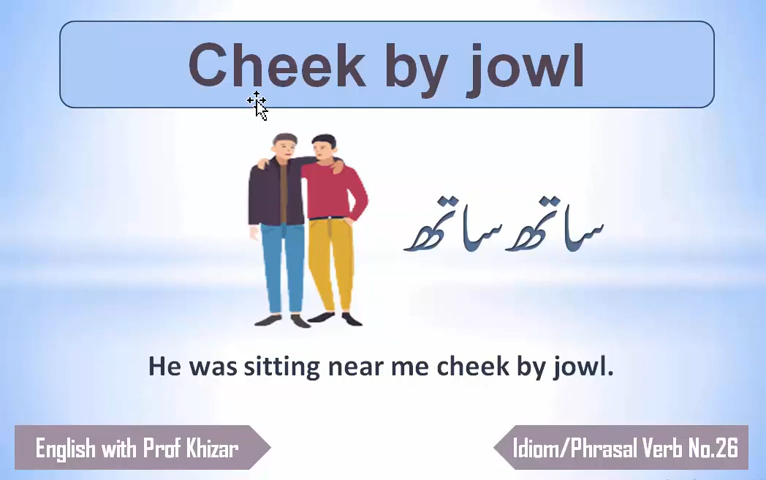 Cheek by jowl
ساتھ ساتھ
He was sitting near me cheek by jowl.
English with Prof Khizar
Idiom/Phrasal Verb No.26